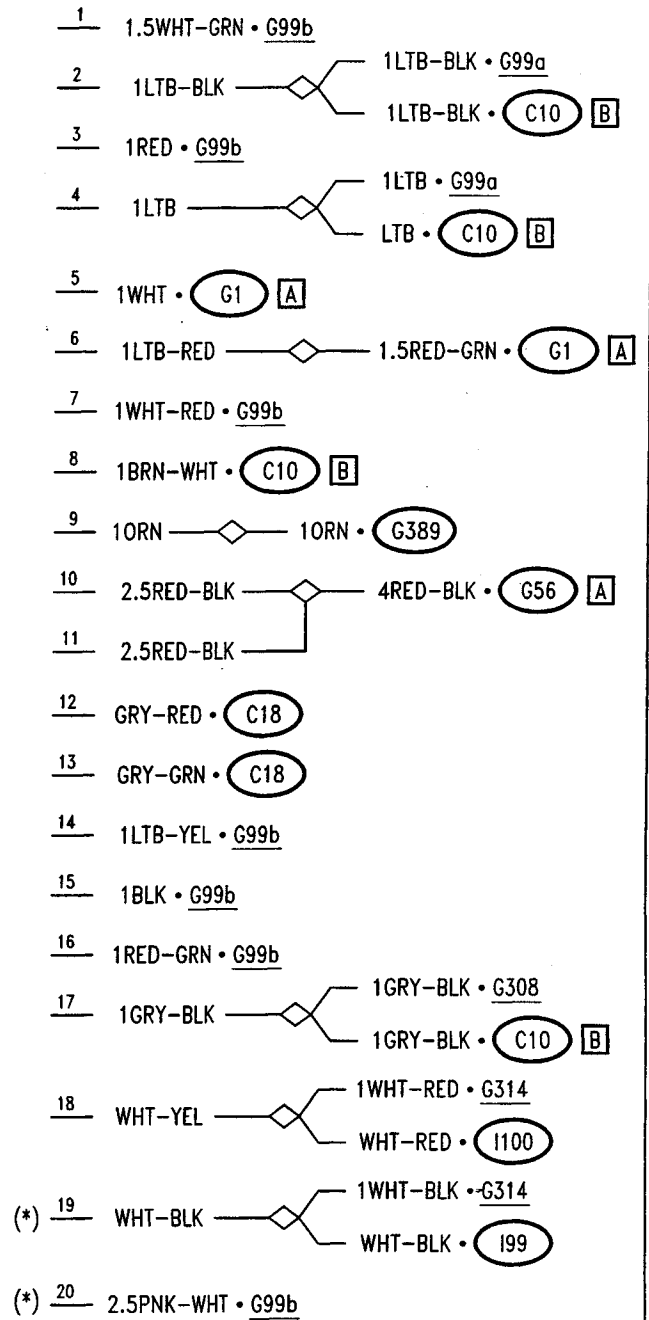 1 1.5WHT-GRN • G99b
1LTB-BLK • G99a
2 1LTB-BLK
1LTB-BLK • C10 B
3 1RED • G99b
1LTB • G99a
4 1LTB
LTB • C10 B
5 1WHT • G1 A
6 1LTB-RED 1.5RED-GRN • G1 A
7 1WHT-RED • G99b
8 1BRN-WHT • C10 B
9 1ORN 1ORN • G389
10 2.5RED-BLK 4RED-BLK • G56 A
11 2.5RED-BLK
12 GRY-RED • C18
13 GRY-GRN • C18
14 1LTB-YEL • G99b
15 1BLK • G99b
16 1RED-GRN • G99b
1GRY-BLK • G308
17 1GRY-BLK
1GRY-BLK • C10 B
1WHT-RED • G314
18 WHT-YEL
WHT-RED • I100
1WHT-BLK • G314
(*) 19 WHT-BLK
WHT-BLK • I99
(*) 20 2.5PNK-WHT • G99b